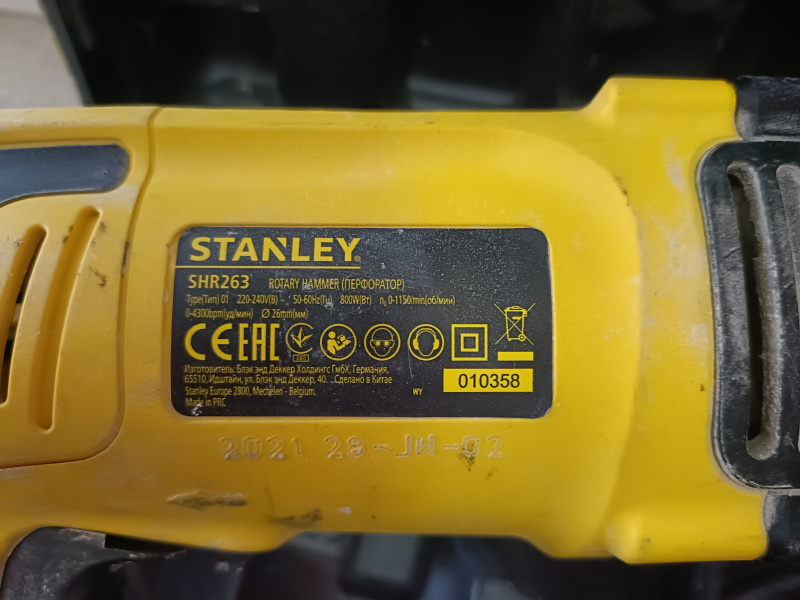 STANLEY
SHR263 ROTARY HAMMER (ПЕРФОРАТОР)
Type(Тип) 01 220-240V(B) ~ 50-60Hz(Гц) 800W(Вт) n₀ 0-1150/min(об/мин)
0-4300bpm(уд/мин) Ø 26mm(мм)
CE EAC
Изготовитель: Блэк энд Деккер Холдингс ГмбХ, Германия,
65510, Идштайн, ул. Блэк энд Деккер, 40. Сделано в Китае
Stanley Europe 2800, Mechelen - Belgium.
Made in PRC
WY
010358
2021 28-JN-02